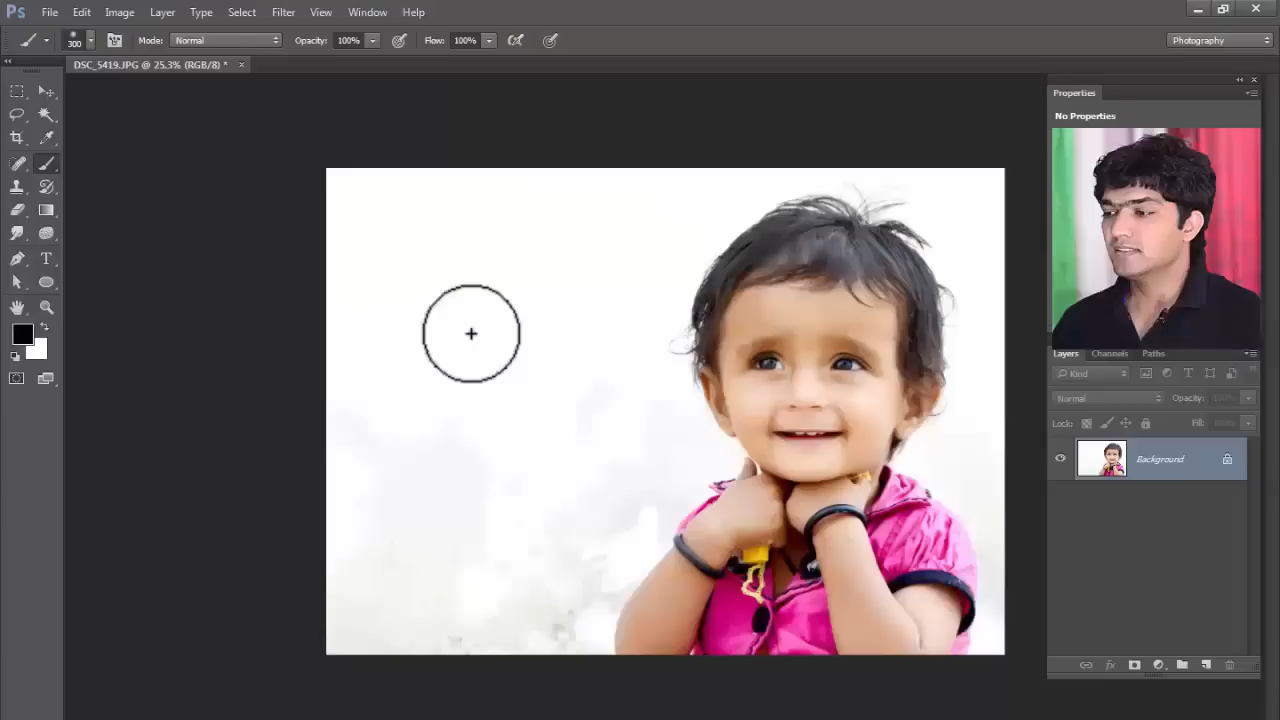 Ps File Edit Image Layer Type Select Filter View Window Help
300 Mode: Normal Opacity: 100% Flow: 100% Photography
DSC_5419.JPG @ 25.3% (RGB/8) *
Properties
No Properties
Layers Channels Paths
Kind
Normal Opacity:
Lock: Fill:
Background